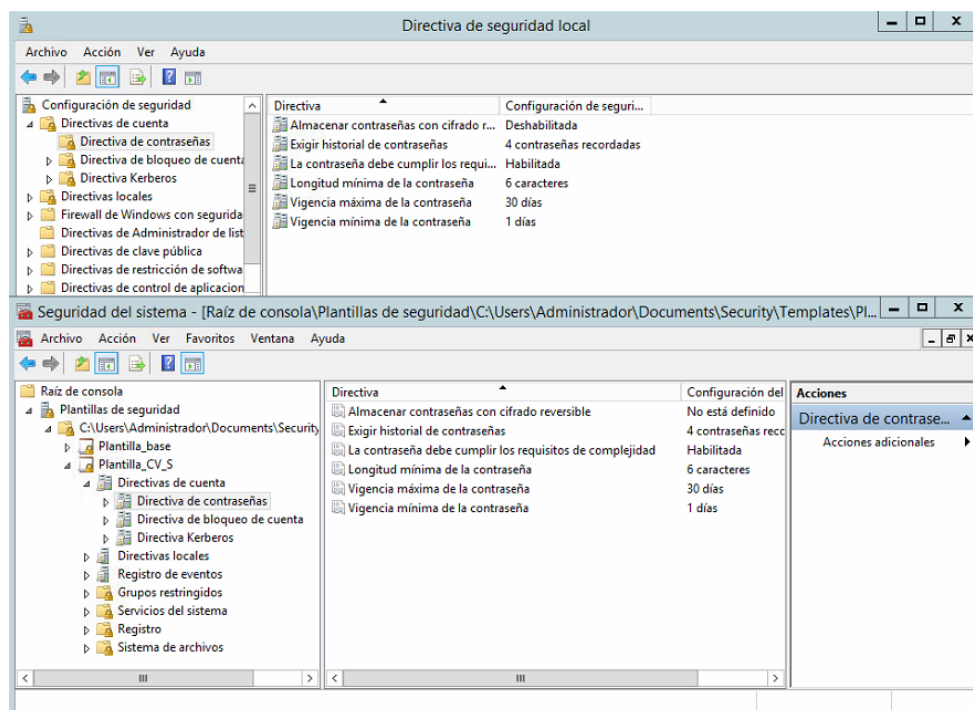 Directiva de seguridad local
Archivo Acción Ver Ayuda
Configuración de seguridad
Directivas de cuenta
Directiva de contraseñas
Directiva de bloqueo de cuenta
Directiva Kerberos
Directivas locales
Firewall de Windows con segurida
Directivas de Administrador de list
Directivas de clave pública
Directivas de restricción de softwa
Directivas de control de aplicacion
Directiva Configuración de seguri...
Almacenar contraseñas con cifrado r... Deshabilitada
Exigir historial de contraseñas 4 contraseñas recordadas
La contraseña debe cumplir los requi... Habilitada
Longitud mínima de la contraseña 6 caracteres
Vigencia máxima de la contraseña 30 días
Vigencia mínima de la contraseña 1 días
Seguridad del sistema - [Raíz de consola\Plantillas de seguridad\C:\Users\Administrador\Documents\Security\Templates\Pl...
Archivo Acción Ver Favoritos Ventana Ayuda
Raíz de consola
Plantillas de seguridad
C:\Users\Administrador\Documents\Security
Plantilla_base
Plantilla_CV_S
Directivas de cuenta
Directiva de contraseñas
Directiva de bloqueo de cuenta
Directiva Kerberos
Directivas locales
Registro de eventos
Grupos restringidos
Servicios del sistema
Registro
Sistema de archivos
Directiva Configuración del
Almacenar contraseñas con cifrado reversible No está definido
Exigir historial de contraseñas 4 contraseñas recc
La contraseña debe cumplir los requisitos de complejidad Habilitada
Longitud mínima de la contraseña 6 caracteres
Vigencia máxima de la contraseña 30 días
Vigencia mínima de la contraseña 1 días
Acciones
Directiva de contrase...
Acciones adicionales